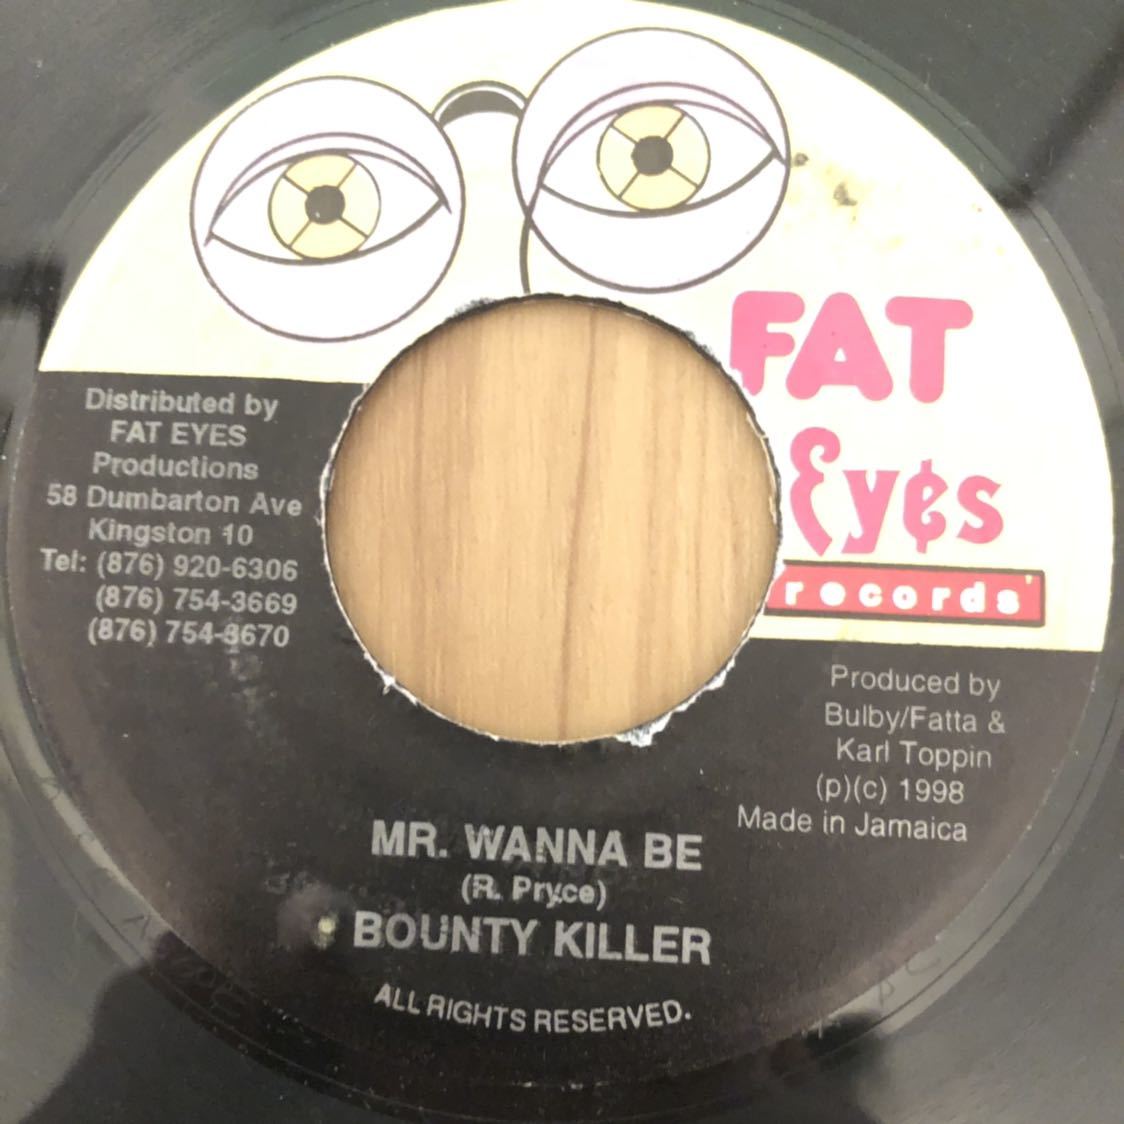 FAT
Eyes
records
Distributed by
FAT EYES
Productions
58 Dumbarton Ave
Kingston 10
Tel: (876) 920-6306
(876) 754-3669
(876) 754-3670
Produced by
Bulby/Fatta &
Karl Toppin
(p)(c) 1998
Made in Jamaica
MR. WANNA BE
(R. Pryce)
BOUNTY KILLER
ALL RIGHTS RESERVED.